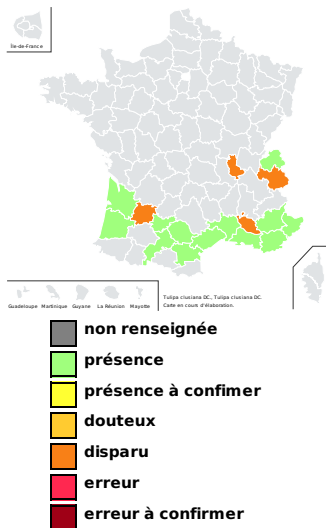 Île-de-France
Guadeloupe Martinique Guyane La Réunion Mayotte
Tulipa clusiana DC., Tulipa clusiana DC.
Carte en cours d'élaboration.
non renseignée
présence
présence à confimer
douteux
disparu
erreur
erreur à confirmer